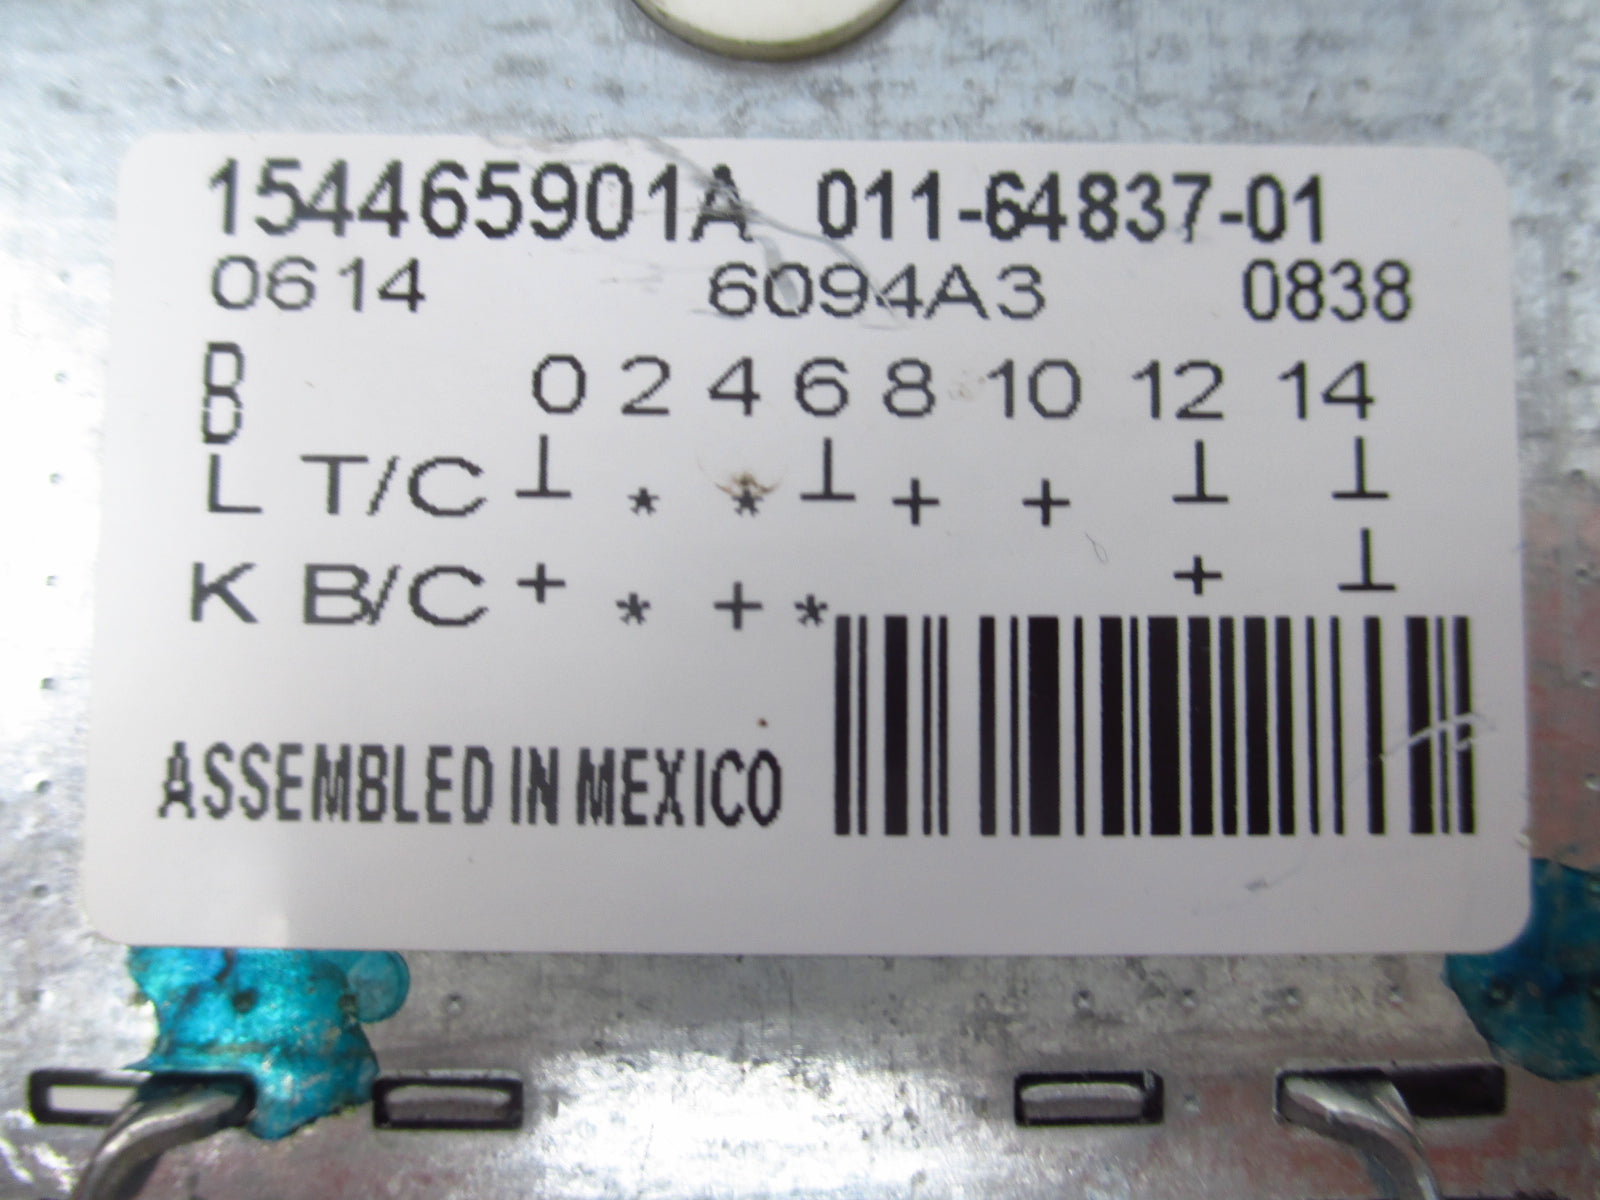 154465901A 011-64837-01
0614 6094A3 0838
0 2 4 6 8 10 12 14
L T/C ⊥ * * ⊥ + + ⊥ ⊥
K B/C + * + * + ⊥
ASSEMBLED IN MEXICO